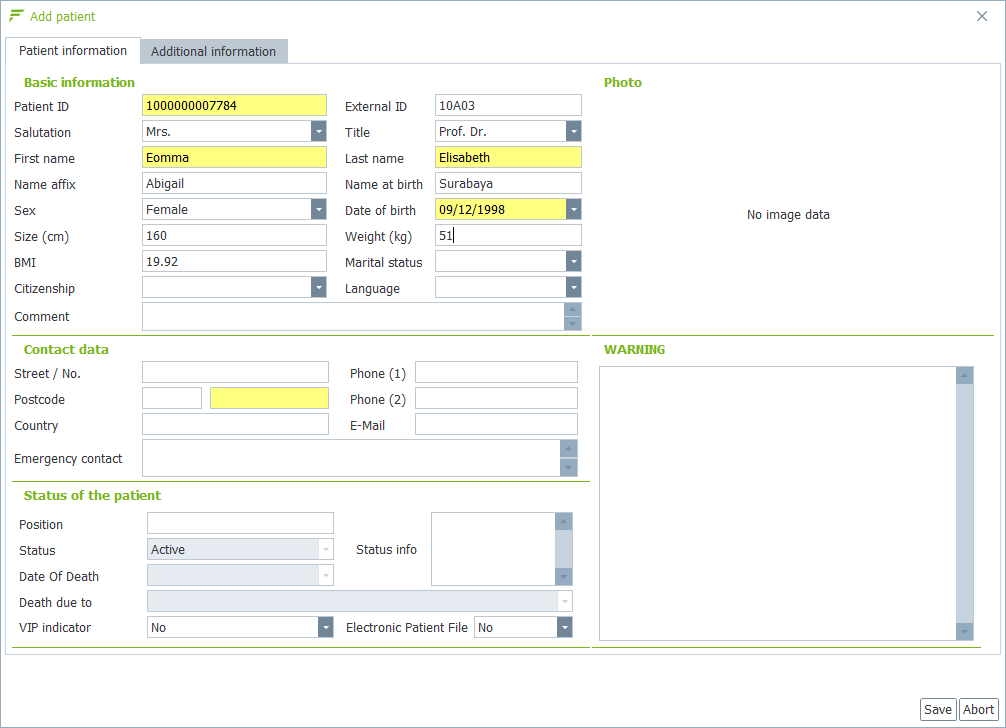 Add patient
Patient information Additional information
Basic information Photo
Patient ID 1000000007784 External ID 10A03
Salutation Mrs. Title Prof. Dr.
First name Eomma Last name Elisabeth
Name affix Abigail Name at birth Surabaya
Sex Female Date of birth 09/12/1998
No image data
Size (cm) 160 Weight (kg) 51
BMI 19.92 Marital status
Citizenship Language
Comment
Contact data WARNING
Street / No. Phone (1)
Postcode Phone (2)
Country E-Mail
Emergency contact
Status of the patient
Position
Status Active Status info
Date Of Death
Death due to
VIP indicator No Electronic Patient File No
Save Abort